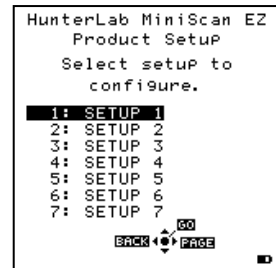 HunterLab MiniScan EZ
Product Setup
Select setup to
configure.
1: SETUP 1
2: SETUP 2
3: SETUP 3
4: SETUP 4
5: SETUP 5
6: SETUP 6
7: SETUP 7
GO
BACK PAGE